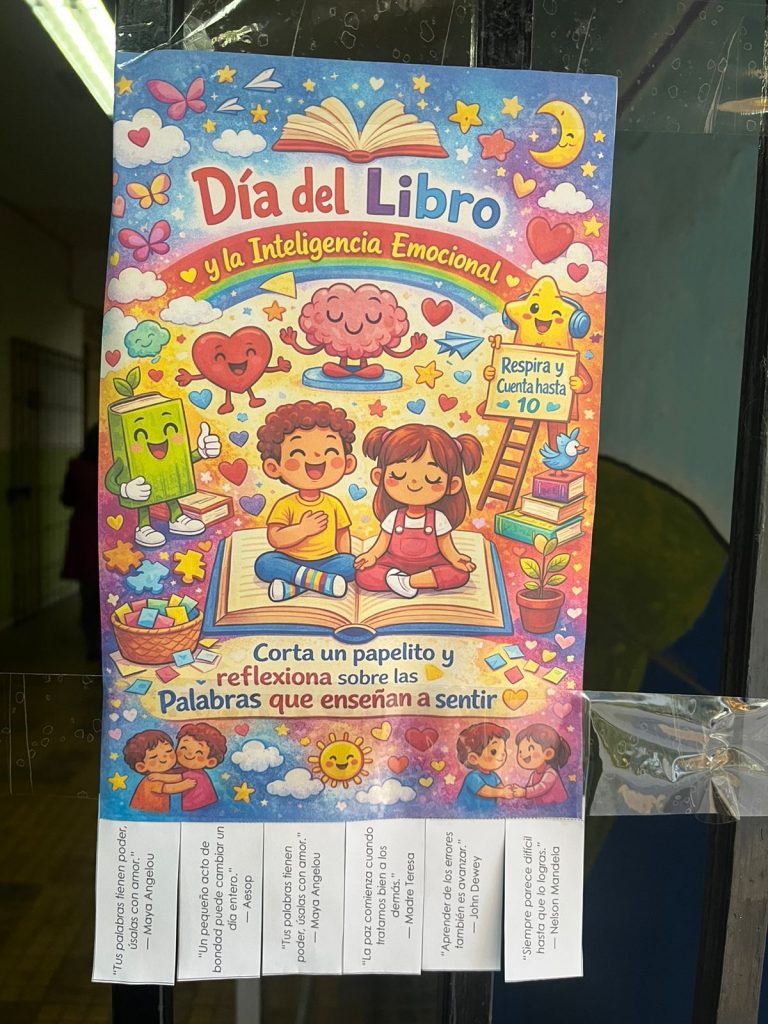 Día del Libro
y la Inteligencia Emocional
Respira y
Cuenta hasta
10
Corta un papelito y
reflexiona sobre las
Palabras que enseñan a sentir
"Tus palabras tienen poder,
úsalas con amor."
— Maya Angelou
"Un pequeño acto de
bondad puede cambiar un
día entero."
— Aesop
"Tus palabras tienen
poder, úsalas con amor."
— Maya Angelou
"La paz comienza cuando
tratamos bien a los
demás."
— Madre Teresa
"Aprender de los errores
también es avanzar."
— John Dewey
"Siempre parece difícil
hasta que lo logras."
— Nelson Mandela